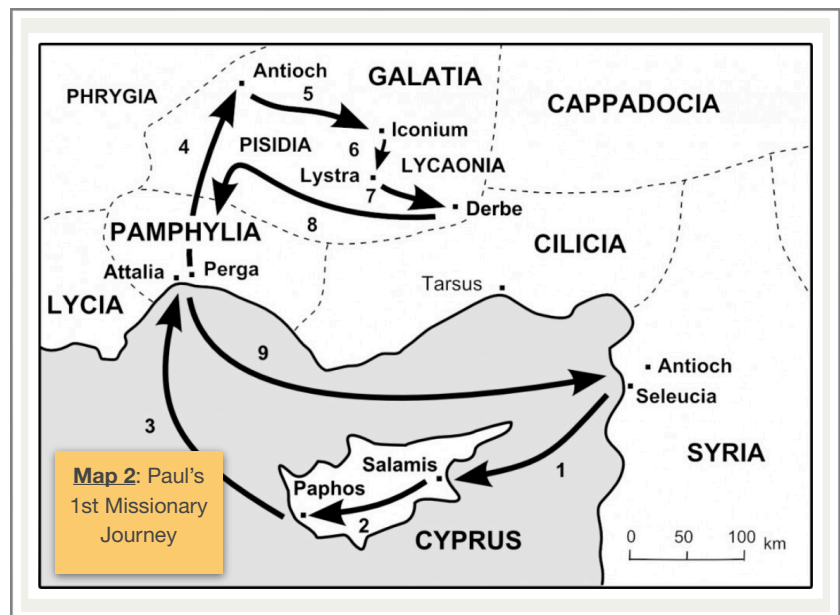 Antioch
GALATIA
PHRYGIA
CAPPADOCIA
5
Iconium
4
PISIDIA
6
LYCAONIA
Lystra
7
Derbe
8
PAMPHYLIA
CILICIA
Attalia
Perga
LYCIA
Tarsus
9
Antioch
Seleucia
3
SYRIA
Salamis
1
Paphos
2
CYPRUS
Map 2: Paul's
1st Missionary
Journey
0 50 100 km